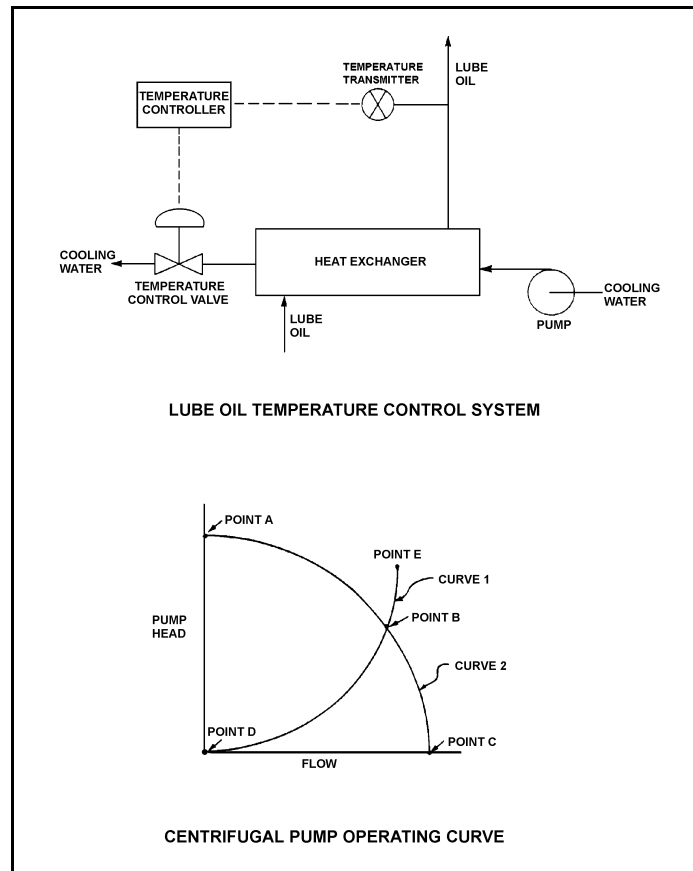 TEMPERATURE
TRANSMITTER
LUBE
OIL
TEMPERATURE
CONTROLLER
COOLING
WATER
TEMPERATURE
CONTROL VALVE
HEAT EXCHANGER
LUBE
OIL
COOLING
WATER
PUMP
LUBE OIL TEMPERATURE CONTROL SYSTEM
POINT A
POINT E
CURVE 1
PUMP
HEAD
POINT B
CURVE 2
POINT D
POINT C
FLOW
CENTRIFUGAL PUMP OPERATING CURVE